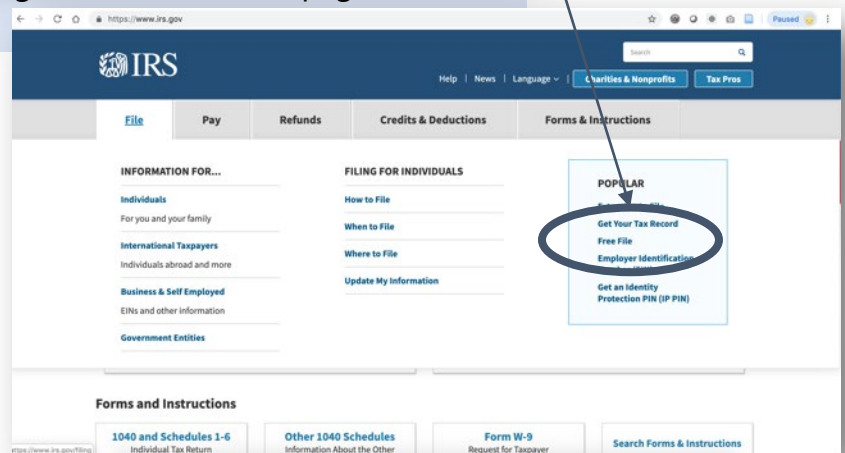 https://www.irs.gov
Paused
IRS
Search
Help | News | Language | Charities & Nonprofits Tax Pros
File Pay Refunds Credits & Deductions Forms & Instructions
INFORMATION FOR...
Individuals
For you and your family
International Taxpayers
Individuals abroad and more
Business & Self Employed
EINs and other information
Government Entities
FILING FOR INDIVIDUALS
How to File
When to File
Where to File
Update My Information
POPULAR
Get Your Tax Record
Free File
Employer Identification
Get an Identity
Protection PIN (IP PIN)
Forms and Instructions
1040 and Schedules 1-6
Individual Tax Return
Other 1040 Schedules
Information About the Other
Form W-9
Request for Taxpayer
Search Forms & Instructions
https://www.irs.gov/filing